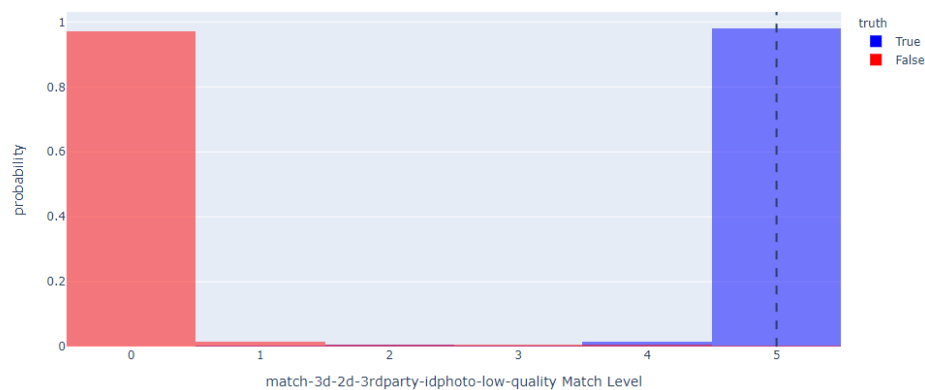 1
0.8
0.6
0.4
0.2
0
probability
0 1 2 3 4 5
match-3d-2d-3rdparty-idphoto-low-quality Match Level
truth
True
False